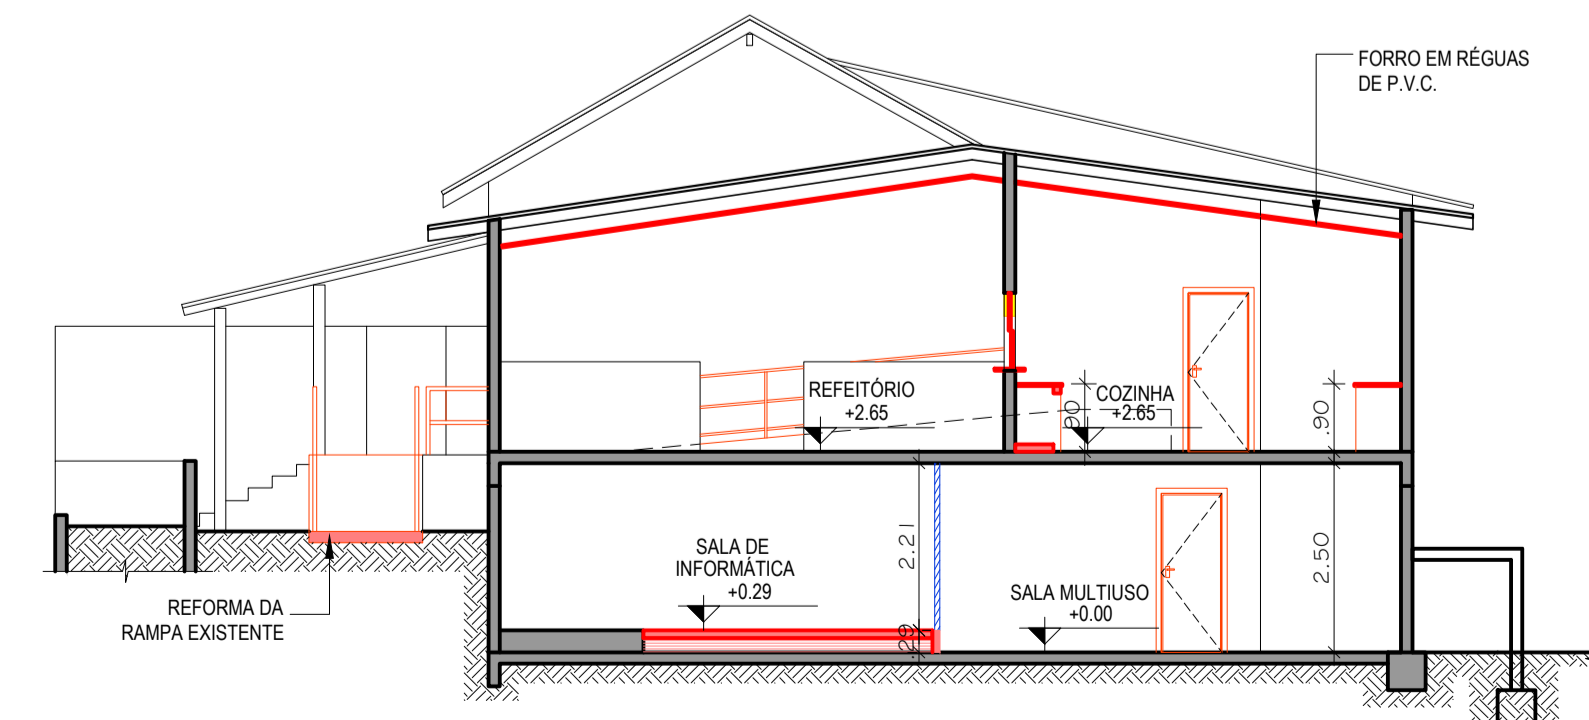 FORRO EM RÉGUAS
DE P.V.C.
REFEITÓRIO
+2.65
COZINHA
+2.65
.90
.90
SALA DE
INFORMÁTICA
+0.29
2.21
.29
SALA MULTIUSO
+0.00
2.50
REFORMA DA
RAMPA EXISTENTE